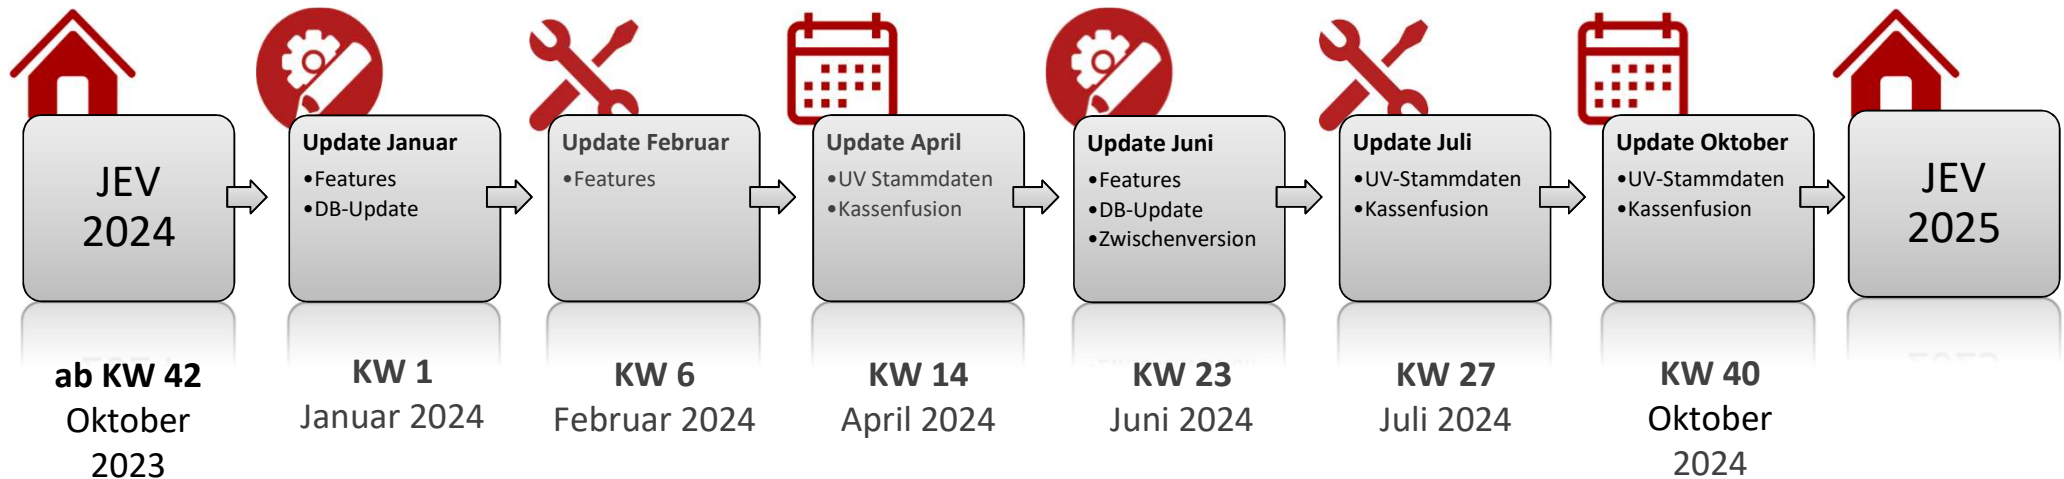 JEV
2024
ab KW 42
Oktober
2023
Update Januar
•Features
•DB-Update
KW 1
Januar 2024
Update Februar
•Features
KW 6
Februar 2024
Update April
•UV Stammdaten
•Kassenfusion
KW 14
April 2024
Update Juni
•Features
•DB-Update
•Zwischenversion
KW 23
Juni 2024
Update Juli
•UV-Stammdaten
•Kassenfusion
KW 27
Juli 2024
Update Oktober
•UV-Stammdaten
•Kassenfusion
KW 40
Oktober
2024
JEV
2025